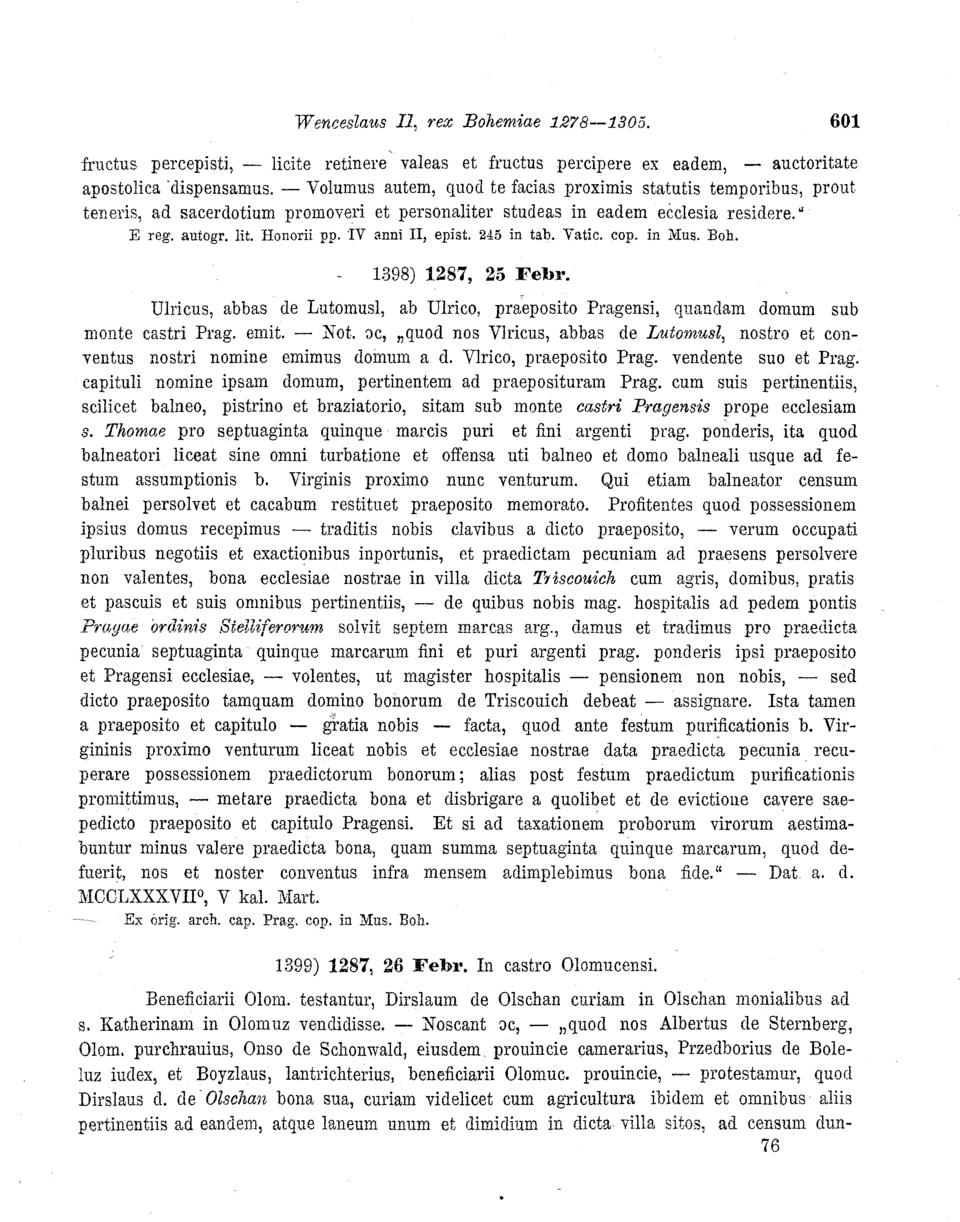 Wenceslaus II, rex Bohemiae 1278—1305. 601
fructus percepisti, — licite retinere valeas et fructus percipere ex eadem, — auctoritate
apostolica dispensamus. — Volumus autem, quod te facias proximis statutis temporibus, prout
teneris, ad sacerdotium promoveri et personaliter studeas in eadem ecclesia residere.“
E reg. autogr. lit. Honorii pp. IV anni II, epist. 245 in tab. Vatic. cop. in Mus. Boh.
1398) 1287, 25 Febr.
Ulricus, abbas de Lutomusl, ab Ulrico, praeposito Pragensi, quandam domum sub
monte castri Prag. emit. — Not. ɔc, „quod nos Vlricus, abbas de Lutomusl, nostro et con-
ventus nostri nomine emimus domum a d. Vlrico, praeposito Prag. vendente suo et Prag.
capituli nomine ipsam domum, pertinentem ad praeposituram Prag. cum suis pertinentiis,
scilicet balneo, pistrino et braziatorio, sitam sub monte castri Pragensis prope ecclesiam
s. Thomae pro septuaginta quinque marcis puri et fini argenti prag. ponderis, ita quod
balneatori liceat sine omni turbatione et offensa uti balneo et domo balneali usque ad fe-
stum assumptionis b. Virginis proximo nunc venturum. Qui etiam balneator censum
balnei persolvet et cacabum restituet praeposito memorato. Profitentes quod possessionem
ipsius domus recepimus — traditis nobis clavibus a dicto praeposito, — verum occupati
pluribus negotiis et exactionibus inportunis, et praedictam pecuniam ad praesens persolvere
non valentes, bona ecclesiae nostrae in villa dicta Triscouich cum agris, domibus, pratis
et pascuis et suis omnibus pertinentiis, — de quibus nobis mag. hospitalis ad pedem pontis
Pragae ordinis Stelliferorum solvit septem marcas arg., damus et tradimus pro praedicta
pecunia septuaginta quinque marcarum fini et puri argenti prag. ponderis ipsi praeposito
et Pragensi ecclesiae, — volentes, ut magister hospitalis — pensionem non nobis, — sed
dicto praeposito tamquam domino bonorum de Triscouich debeat — assignare. Ista tamen
a praeposito et capitulo — gratia nobis — facta, quod ante festum purificationis b. Vir-
gininis proximo venturum liceat nobis et ecclesiae nostrae data praedicta pecunia recu-
perare possessionem praedictorum bonorum; alias post festum praedictum purificationis
promittimus, — metare praedicta bona et disbrigare a quolibet et de evictione cavere sae-
pedicto praeposito et capitulo Pragensi. Et si ad taxationem proborum virorum aestima-
buntur minus valere praedicta bona, quam summa septuaginta quinque marcarum, quod de-
fuerit, nos et noster conventus infra mensem adimplebimus bona fide.“ — Dat. a. d.
MCCLXXXVII⁰, V kal. Mart.
Ex orig. arch. cap. Prag. cop. in Mus. Boh.
1399) 1287, 26 Febr. In castro Olomucensi.
Beneficiarii Olom. testantur, Dirslaum de Olschan curiam in Olschan monialibus ad
s. Katherinam in Olomuz vendidisse. — Noscant ɔc, — „quod nos Albertus de Sternberg,
Olom. purchrauius, Onso de Schonwald, eiusdem prouincie camerarius, Przedborius de Bole-
luz iudex, et Boyzlaus, lantrichterius, beneficiarii Olomuc. prouincie, — protestamur, quod
Dirslaus d. de Olschan bona sua, curiam videlicet cum agricultura ibidem et omnibus aliis
pertinentiis ad eandem, atque laneum unum et dimidium in dicta villa sitos, ad censum dun-
76